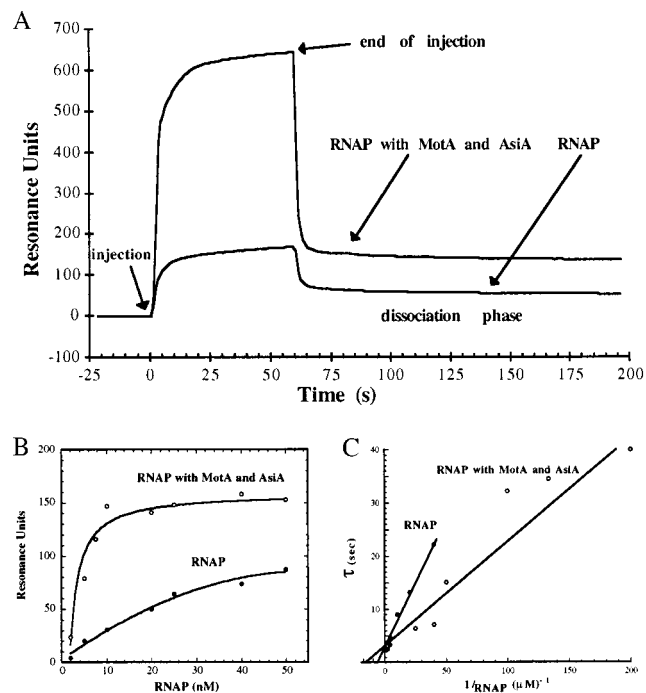 A
700
600
500
400
300
200
100
0
-100
Resonance Units
end of injection
RNAP with MotA and AsiA RNAP
injection
dissociation phase
-25 0 25 50 75 100 125 150 175 200
Time (s)
B
200
150
100
50
0
Resonance Units
RNAP with MotA and AsiA
RNAP
0 10 20 30 40 50
RNAP (nM)
C
40
30
20
10
τ (sec)
RNAP with MotA and AsiA
RNAP
0 50 100 150 200
1/RNAP (μM)⁻¹